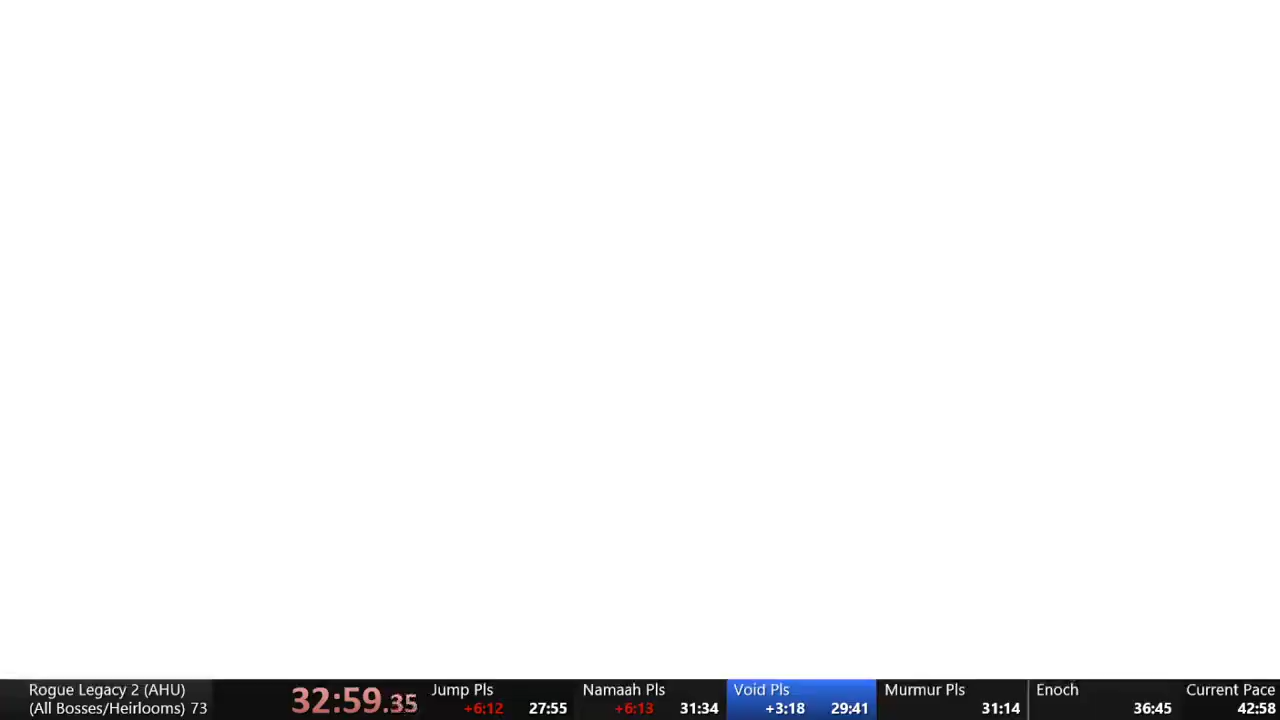 Rogue Legacy 2 (AHU)
(All Bosses/Heirlooms) 73
32:59.35
Jump Pls
+6:12 27:55
Namaah Pls
+6:13 31:34
Void Pls
+3:18 29:41
Murmur Pls
31:14
Enoch
36:45
Current Pace
42:58